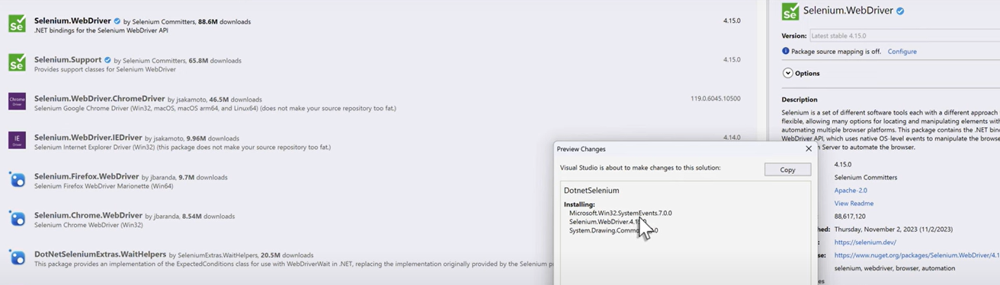 Selenium.WebDriver by Selenium Committers, 88.6M downloads
4.15.0
.NET bindings for the Selenium WebDriver API
Selenium.Support by Selenium Committers, 65.8M downloads
4.15.0
Provides support classes for Selenium WebDriver
Chrome
Driver
Selenium.WebDriver.ChromeDriver by jsakamoto, 46.5M downloads
119.0.6045.10500
Selenium Google Chrome Driver (Win32, macOS, macOS arm64, and Linux64) (does not make your source repository too fat.)
IE
Driver
Selenium.WebDriver.IEDriver by jsakamoto, 9.96M downloads
4.14.0
Selenium Internet Explorer Driver (Win32) (this package does not make your source repository too fat.)
Selenium.Firefox.WebDriver by jbaranda, 9.7M downloads
Selenium Firefox WebDriver Marionette (Win64)
Selenium.Chrome.WebDriver by jbaranda, 8.54M downloads
Selenium Chrome WebDriver (Win32)
DotNetSeleniumExtras.WaitHelpers by SeleniumExtras.WaitHelpers, 20.5M downloads
This package provides an implementation of the ExpectedConditions class for use with WebDriverWait in .NET, replacing the implementation originally provided by the Selenium
Preview Changes
Visual Studio is about to make changes to this solution:
Copy
DotnetSelenium
Installing:
Microsoft.Win32.SystemEvents.7.0.0
Selenium.WebDriver.4.1
System.Drawing.Comm
Se Selenium.WebDriver
Version: Latest stable 4.15.0
Package source mapping is off. Configure
Options
Description
Selenium is a set of different software tools each with a different approach
flexible, allowing many options for locating and manipulating elements with
automating multiple browser platforms. This package contains the .NET
WebDriver API, which uses native OS-level events to manipulate the
Server to automate the browser.
4.15.0
Selenium Committers
Apache-2.0
View Readme
88,617,120
Thursday, November 2, 2023 (11/2/2023)
https://selenium.dev/
https://www.nuget.org/packages/Selenium.WebDriver/4.1
selenium, webdriver, browser, automation